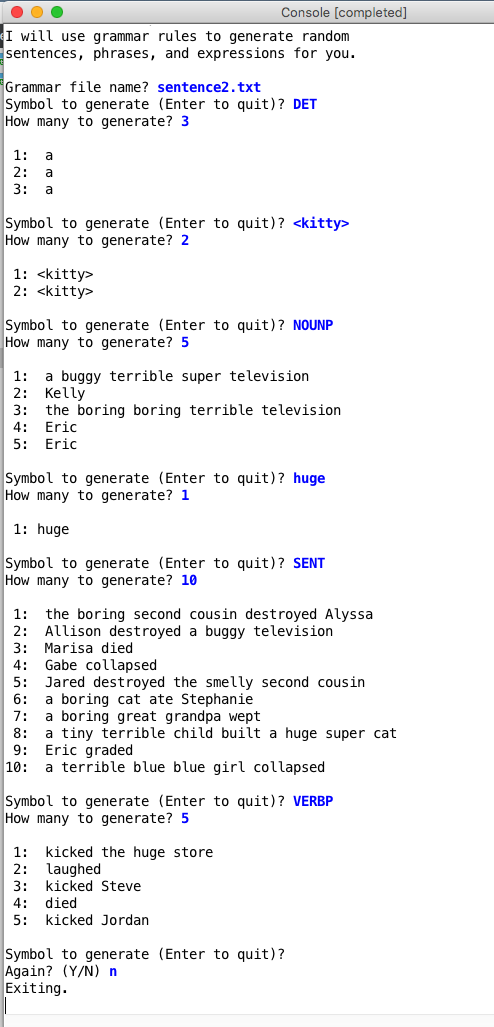 Console [completed]
I will use grammar rules to generate random
sentences, phrases, and expressions for you.
Grammar file name? sentence2.txt
Symbol to generate (Enter to quit)? DET
How many to generate? 3
1: a
2: a
3: a
Symbol to generate (Enter to quit)? <kitty>
How many to generate? 2
1: <kitty>
2: <kitty>
Symbol to generate (Enter to quit)? NOUNP
How many to generate? 5
1: a buggy terrible super television
2: Kelly
3: the boring boring terrible television
4: Eric
5: Eric
Symbol to generate (Enter to quit)? huge
How many to generate? 1
1: huge
Symbol to generate (Enter to quit)? SENT
How many to generate? 10
1: the boring second cousin destroyed Alyssa
2: Allison destroyed a buggy television
3: Marisa died
4: Gabe collapsed
5: Jared destroyed the smelly second cousin
6: a boring cat ate Stephanie
7: a boring great grandpa wept
8: a tiny terrible child built a huge super cat
9: Eric graded
10: a terrible blue blue girl collapsed
Symbol to generate (Enter to quit)? VERBP
How many to generate? 5
1: kicked the huge store
2: laughed
3: kicked Steve
4: died
5: kicked Jordan
Symbol to generate (Enter to quit)?
Again? (Y/N) n
Exiting.